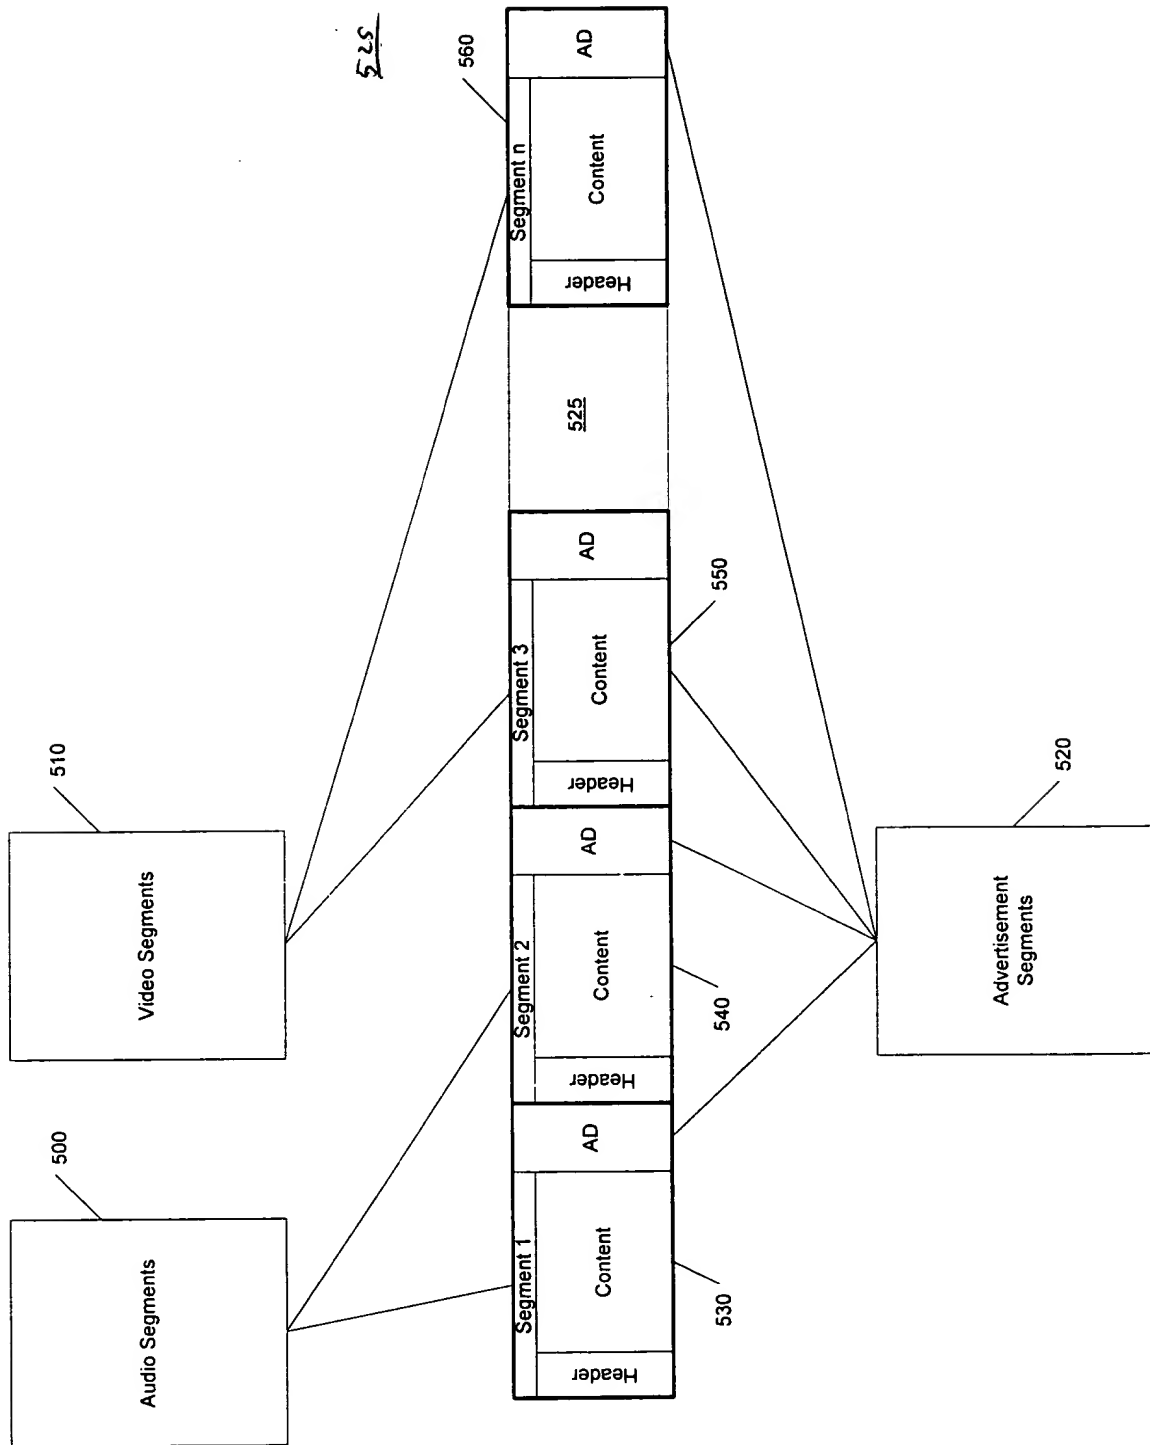 525
500
Audio Segments
510
Video Segments
560
Segment 1
Header
Content
AD
Segment 2
Header
Content
AD
Segment 3
Header
Content
AD
525
Segment n
Header
Content
AD
530
540
550
520
Advertisement
Segments